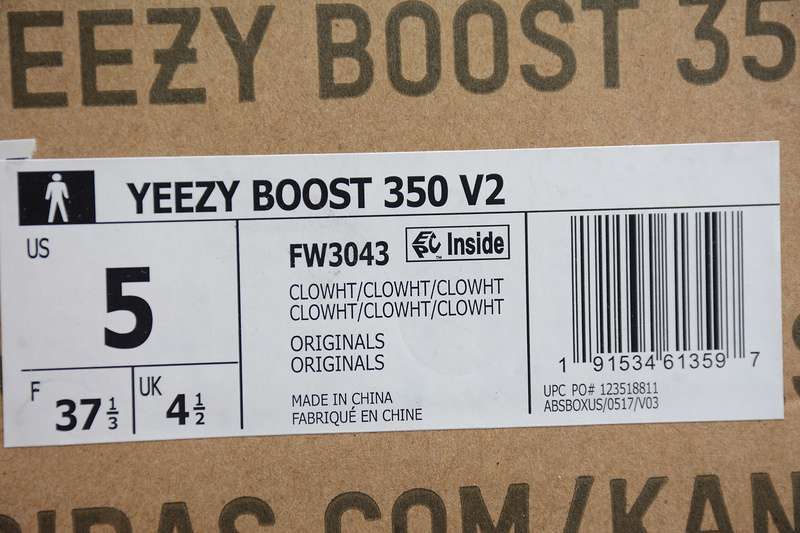 EEZY BOOST 35
YEEZY BOOST 350 V2
US
5
F 37 1/3
UK 4 1/2
FW3043 EPC™ Inside
CLOWHT/CLOWHT/CLOWHT
CLOWHT/CLOWHT/CLOWHT
ORIGINALS
ORIGINALS
MADE IN CHINA
FABRIQUÉ EN CHINE
1 91534 61359 7
UPC PO# 123518811
ABSBOXUS/0517/V03
DIDAS.COM/KAN